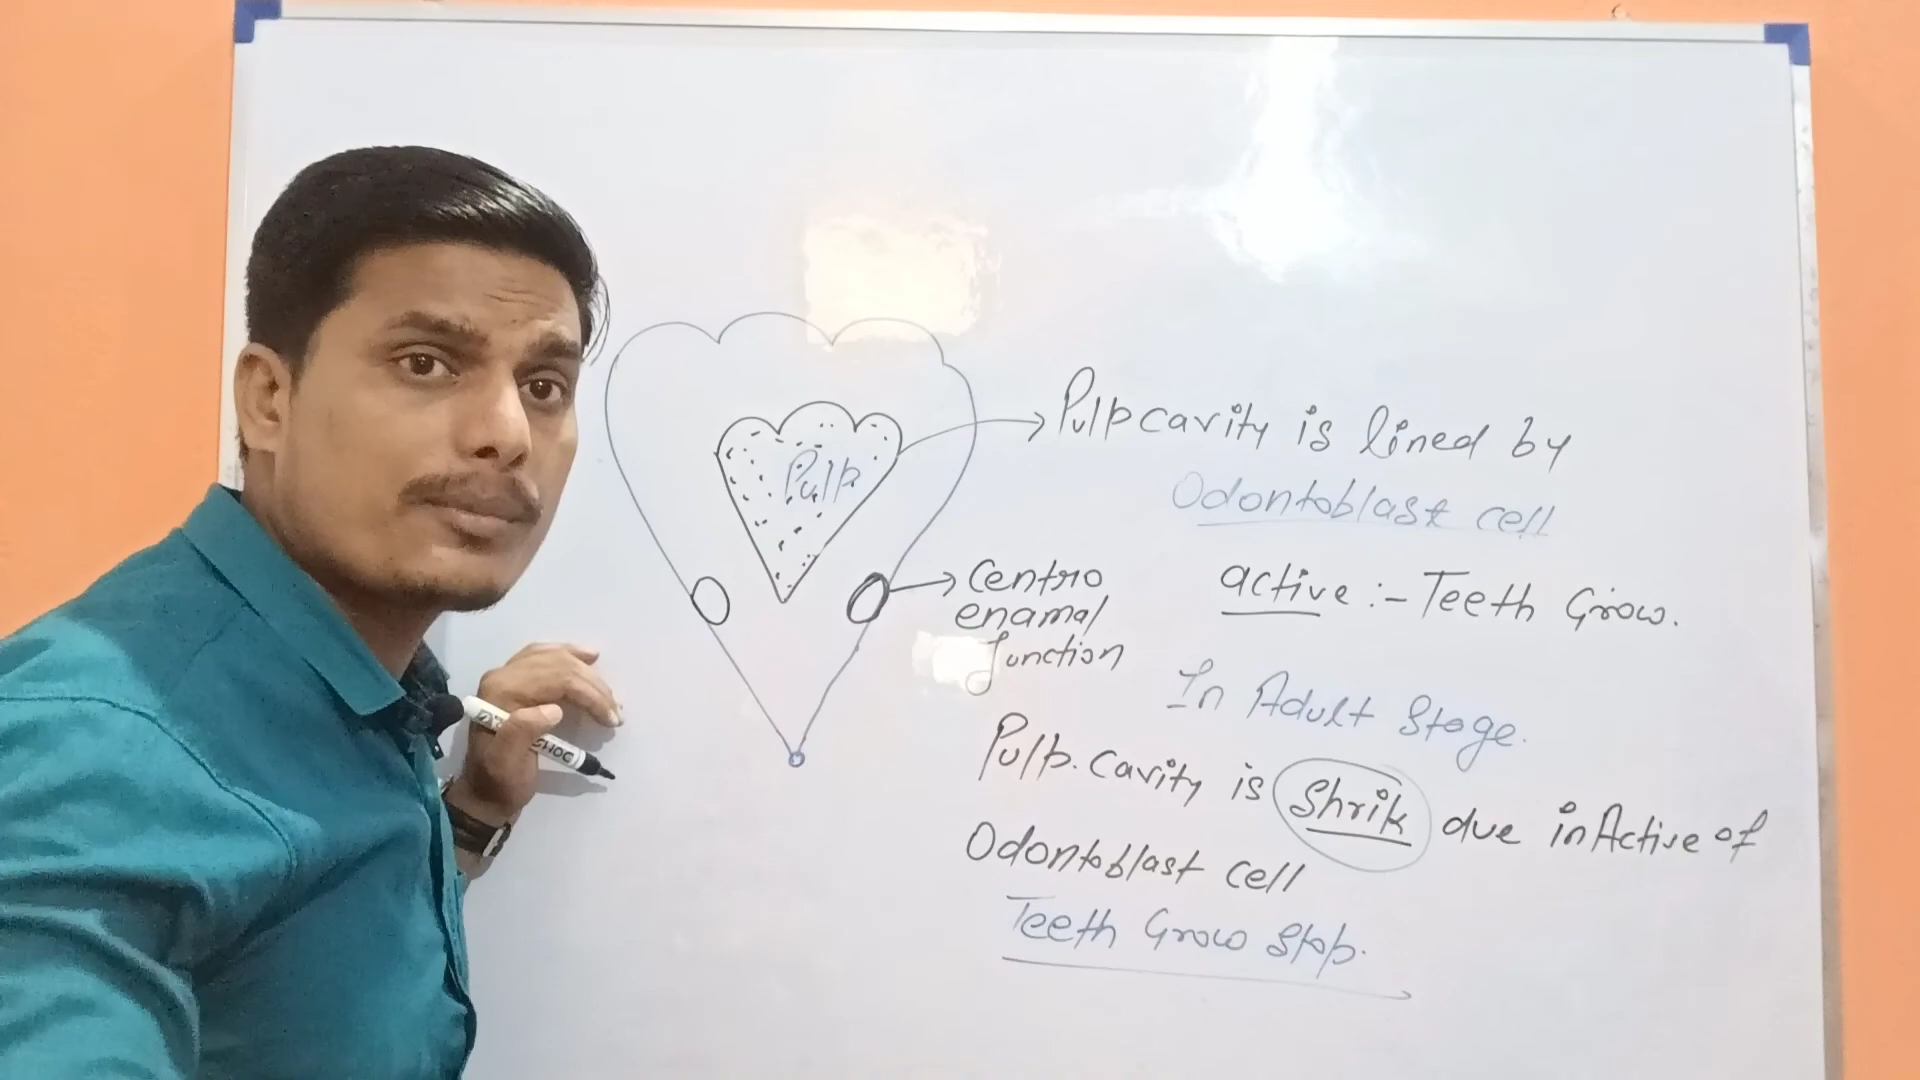 Pulp cavity is lined by
Odontoblast cell
Pulp
Centro
enamal
Junction
active :- Teeth Grow.
In Adult Stage.
Pulp. cavity is Shrik due inActive of
Odontoblast cell
Teeth Grow Stop.